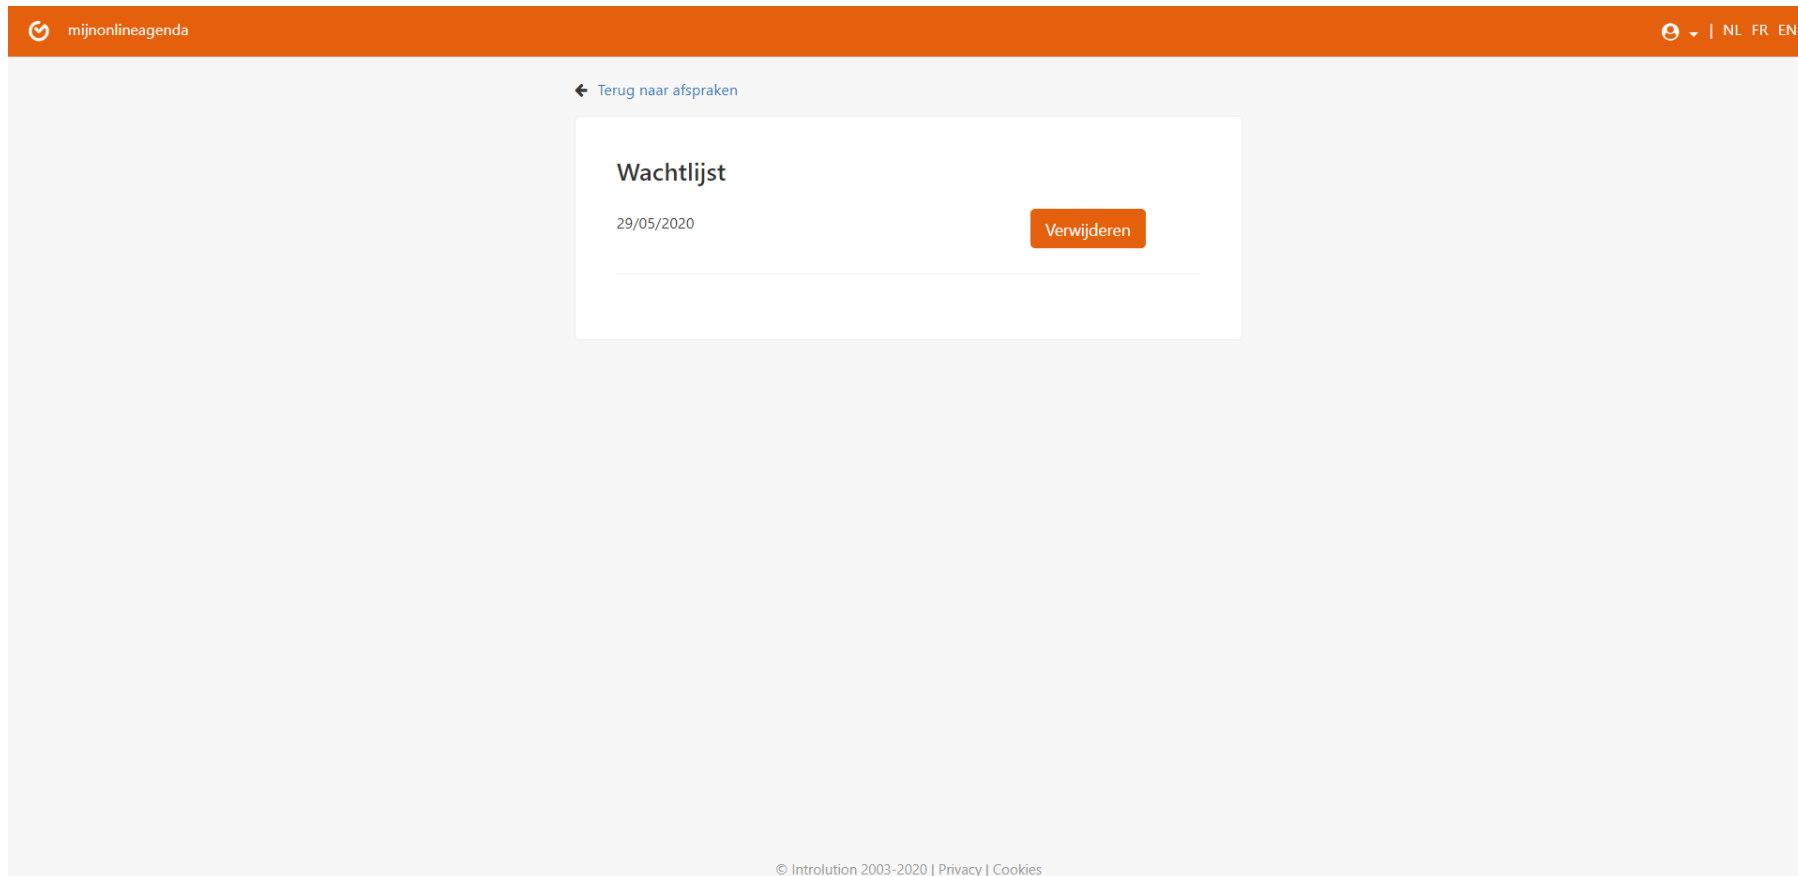 mijnonlineagenda
| NL FR EN
Terug naar afspraken
Wachtlijst
29/05/2020 Verwijderen
© Introlution 2003-2020 | Privacy | Cookies